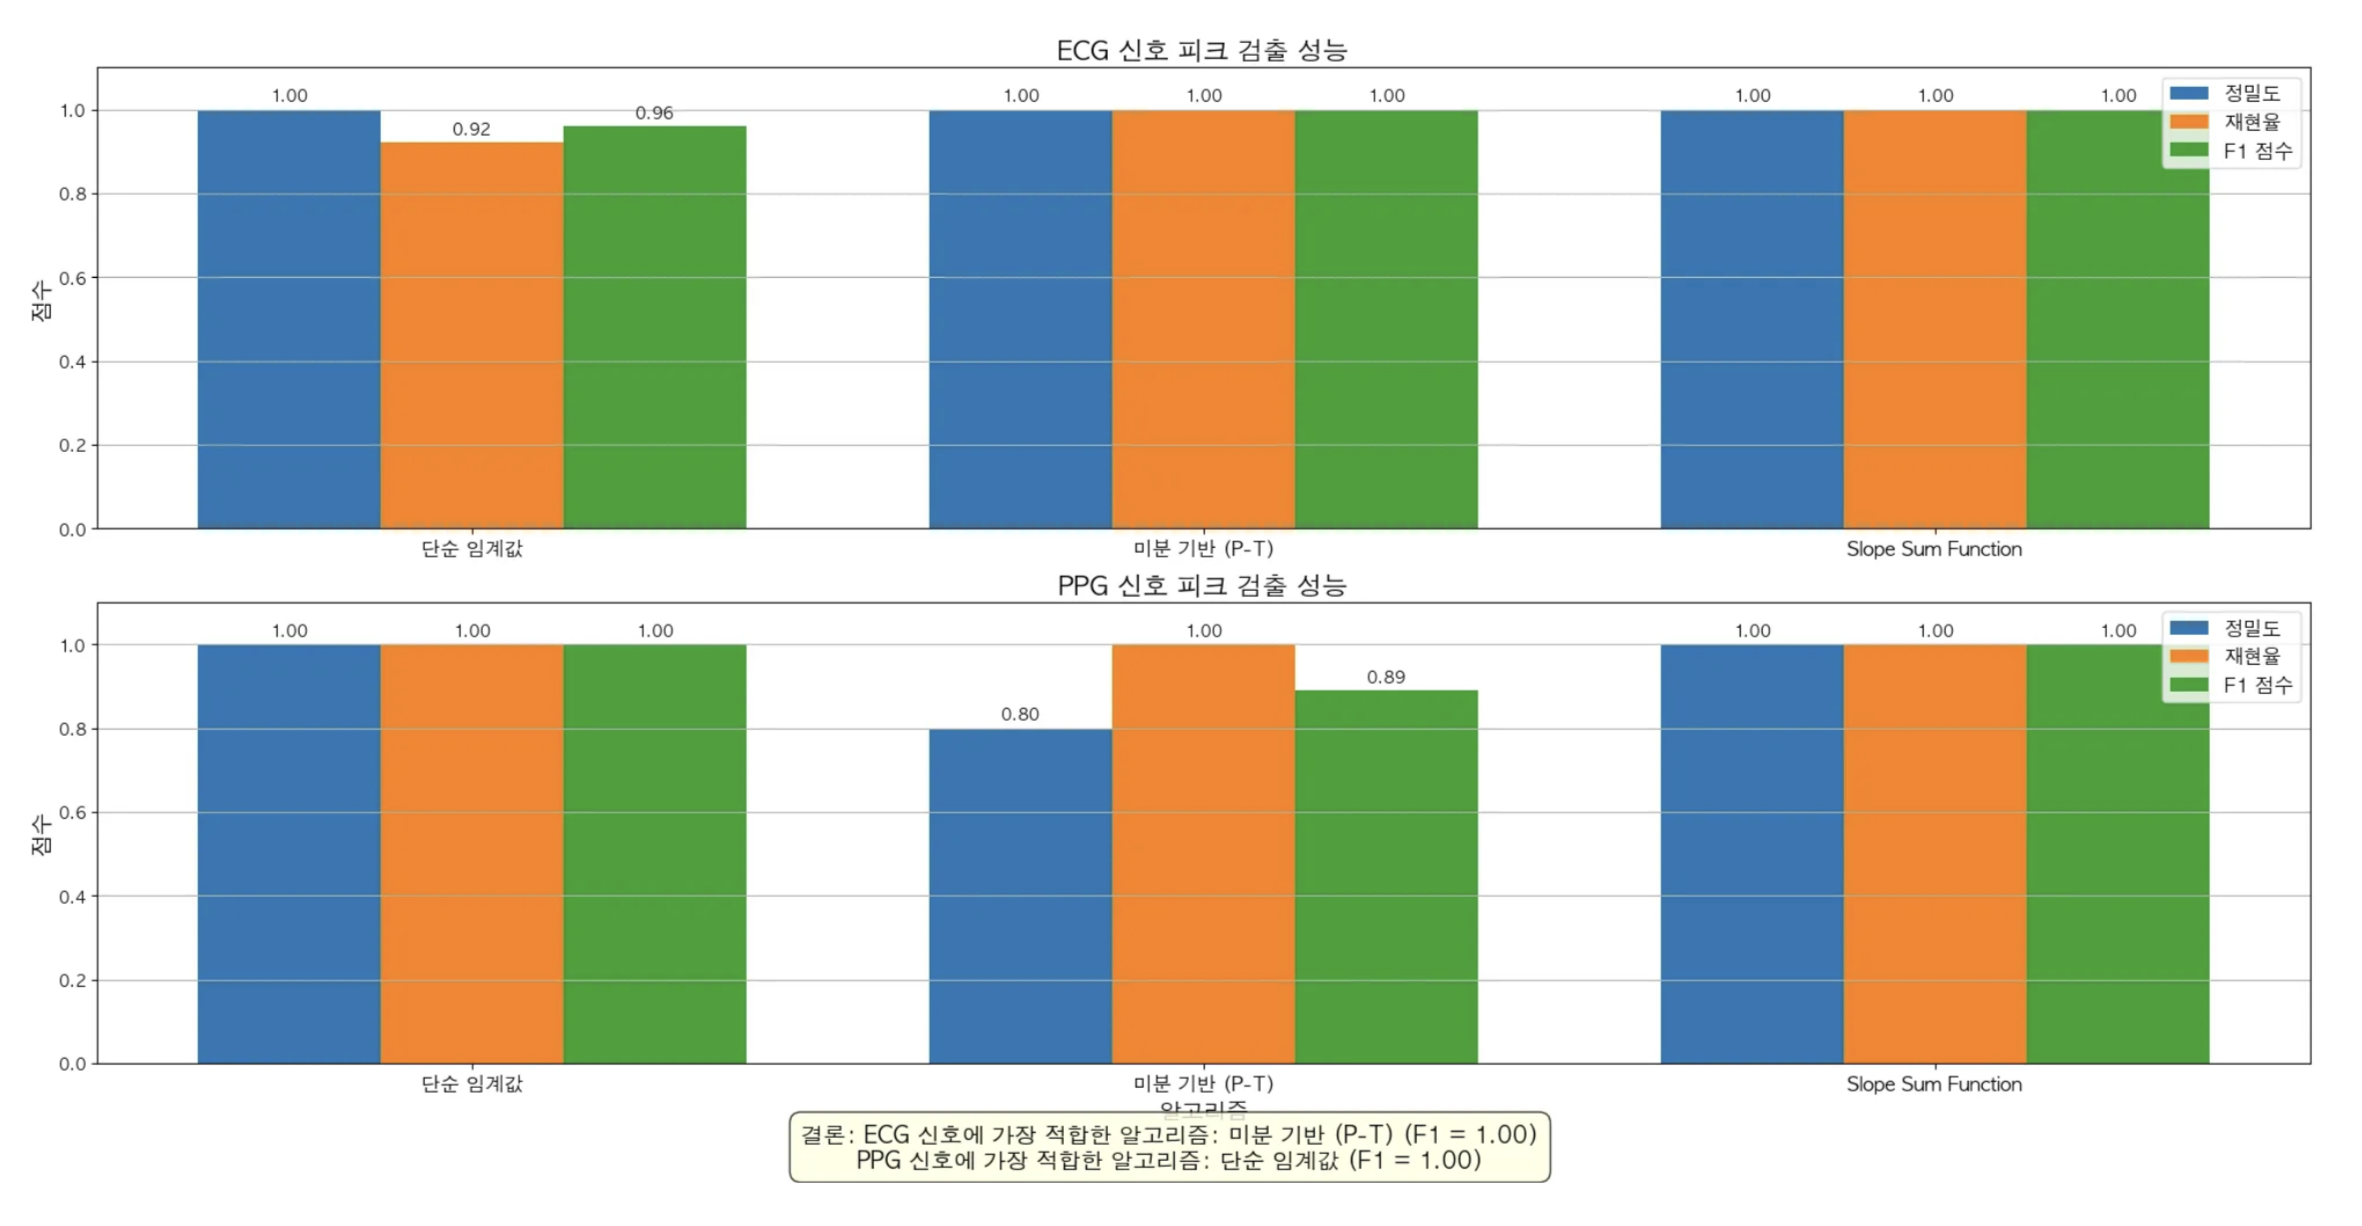 ECG 신호 피크 검출 성능
1.00
0.92
0.96
1.00
1.00
1.00
1.00
1.00
1.00
정밀도
재현율
F1 점수
점수
1.0
0.8
0.6
0.4
0.2
0.0
단순 임계값
미분 기반 (P-T)
Slope Sum Function
PPG 신호 피크 검출 성능
1.00
1.00
1.00
0.80
1.00
0.89
1.00
1.00
1.00
정밀도
재현율
F1 점수
점수
1.0
0.8
0.6
0.4
0.2
0.0
단순 임계값
미분 기반 (P-T)
Slope Sum Function
알고리즘
결론: ECG 신호에 가장 적합한 알고리즘: 미분 기반 (P-T) (F1 = 1.00)
PPG 신호에 가장 적합한 알고리즘: 단순 임계값 (F1 = 1.00)